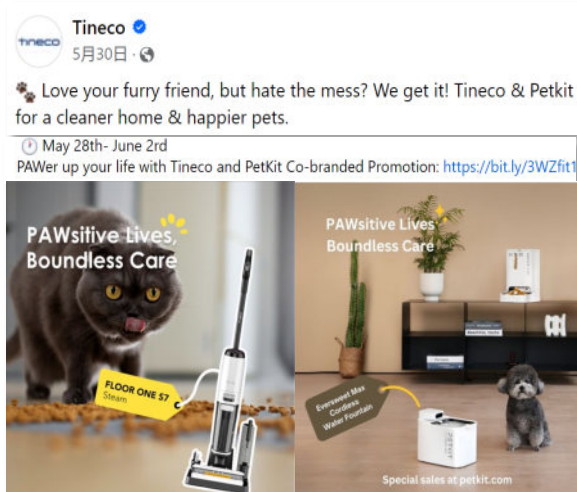 Tineco
TINECO
5月30日
🐾 Love your furry friend, but hate the mess? We get it! Tineco & Petkit
for a cleaner home & happier pets.
🕐 May 28th- June 2rd
PAWer up your life with Tineco and PetKit Co-branded Promotion: https://bit.ly/3WZfit1
PAWsitive Lives,
Boundless Care
FLOOR ONE S7
Steam
PAWsitive Lives
Boundless Care
Eversweet Max
Cordless
Water Fountain
PETKIT
Special sales at petkit.com